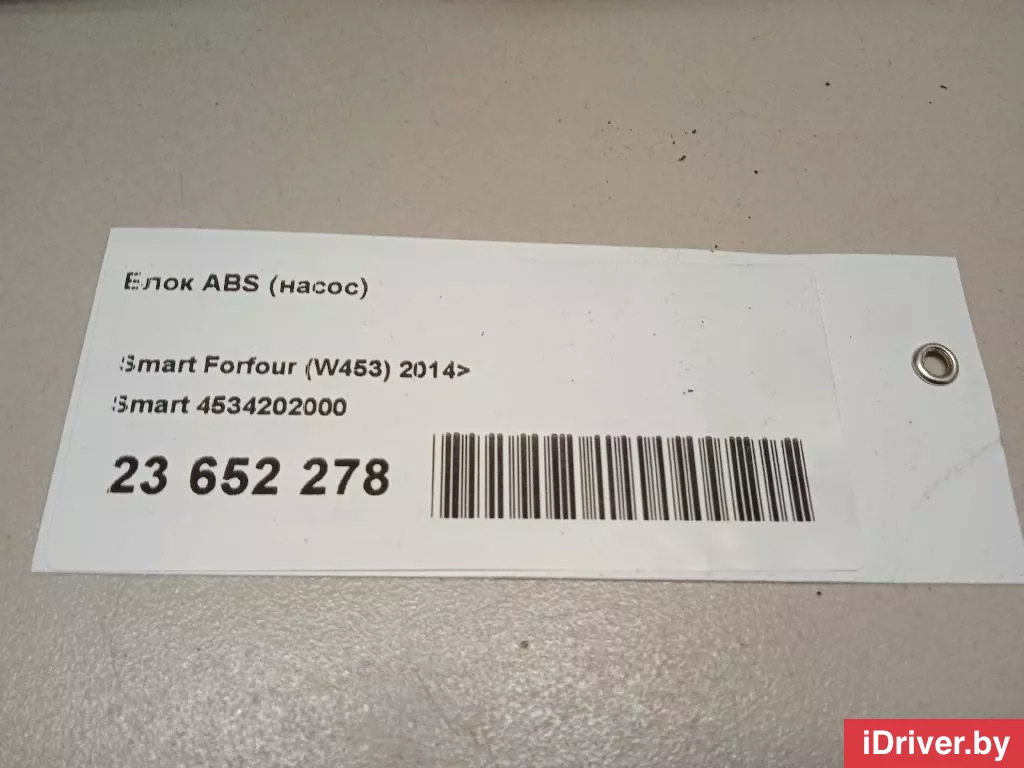 Блок ABS (насос)
Smart Forfour (W453) 2014>
Smart 4534202000
23 652 278
iDriver.by